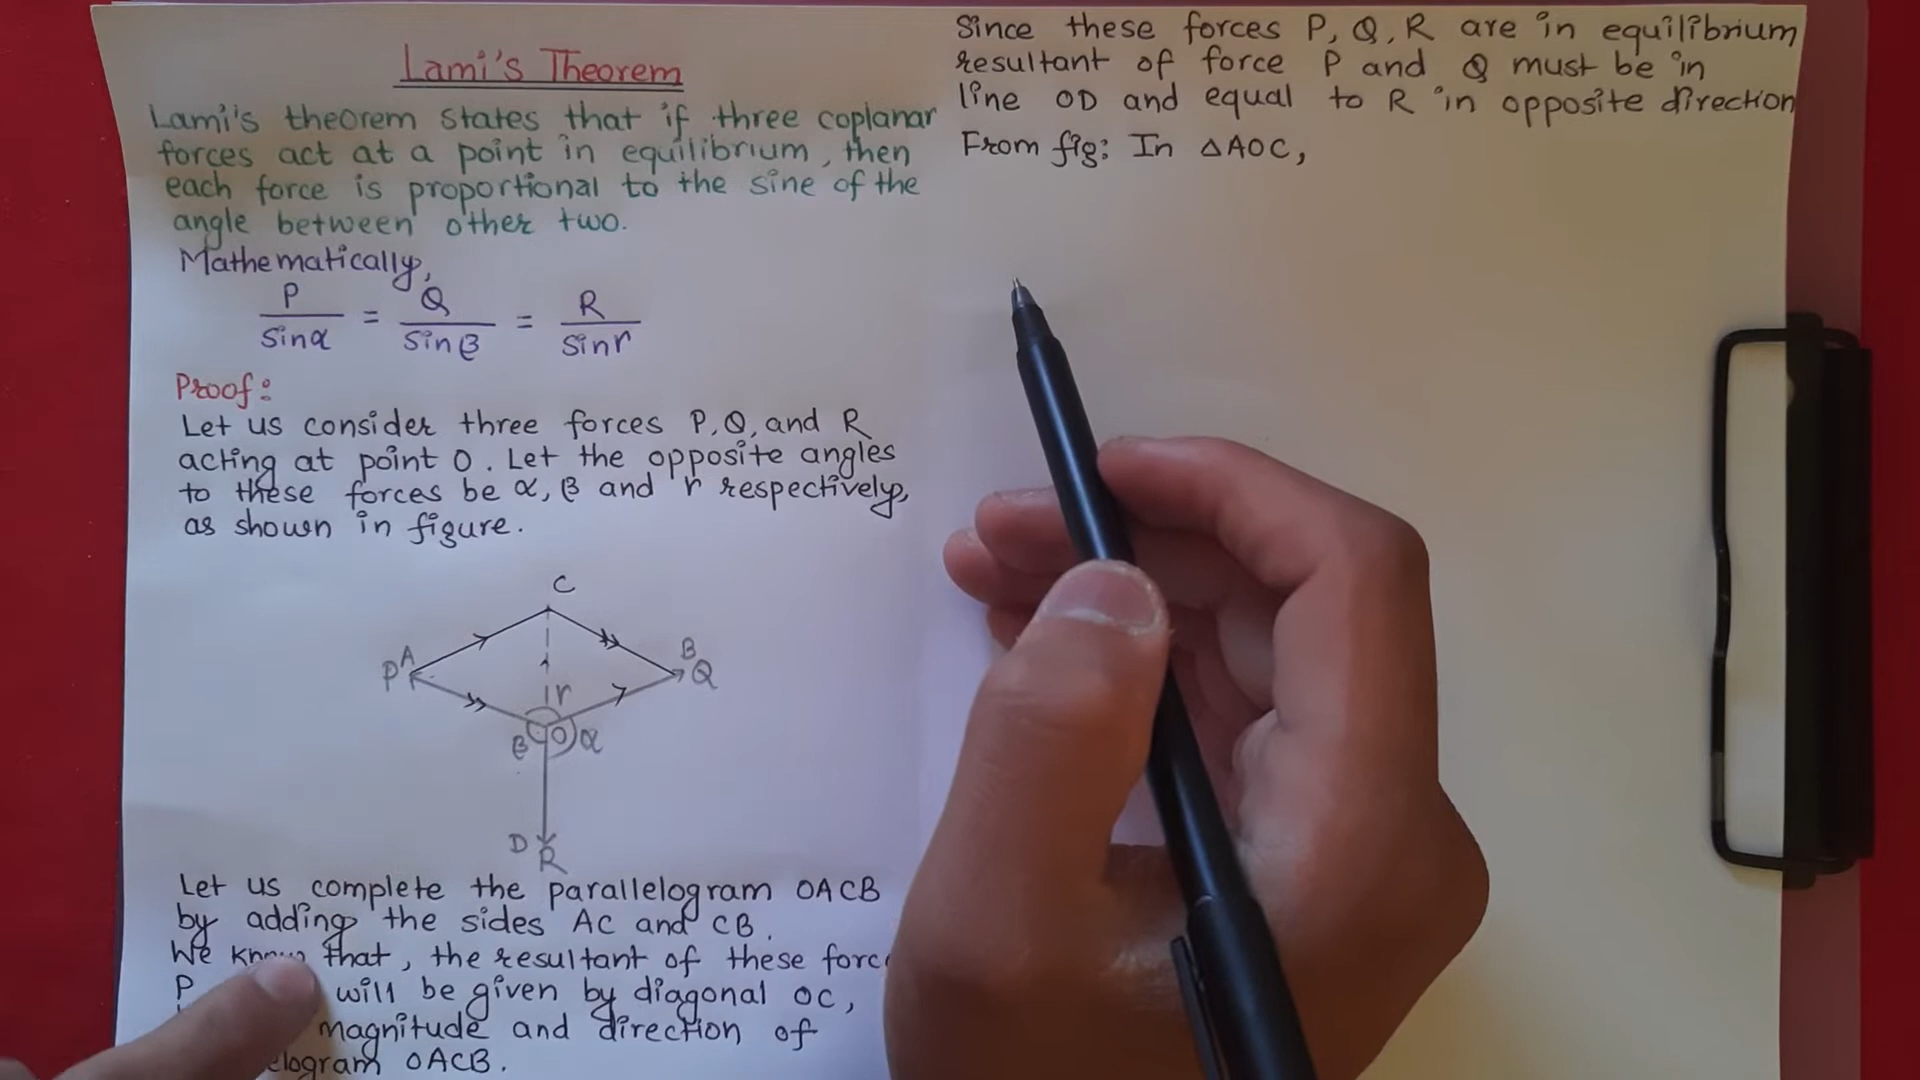 Lami's Theorem
Lami's theorem states that if three coplanar
forces act at a point in equilibrium, then
each force is proportional to the sine of the
angle between other two.
Mathematically,
P/sinα = Q/sinβ = R/sinr
Proof:
Let us consider three forces P, Q, and R
acting at point O. Let the opposite angles
to these forces be α, β and r respectively,
as shown in figure.
C
P A
B Q
r
β O α
D R
Let us complete the parallelogram OACB
by adding the sides AC and CB.
We know that, the resultant of these
P will be given by diagonal OC,
magnitude and direction of
OACB.
Since these forces P, Q, R are in equilibrium
resultant of force P and Q must be in
line OD and equal to R in opposite direction
From fig: In ΔAOC,